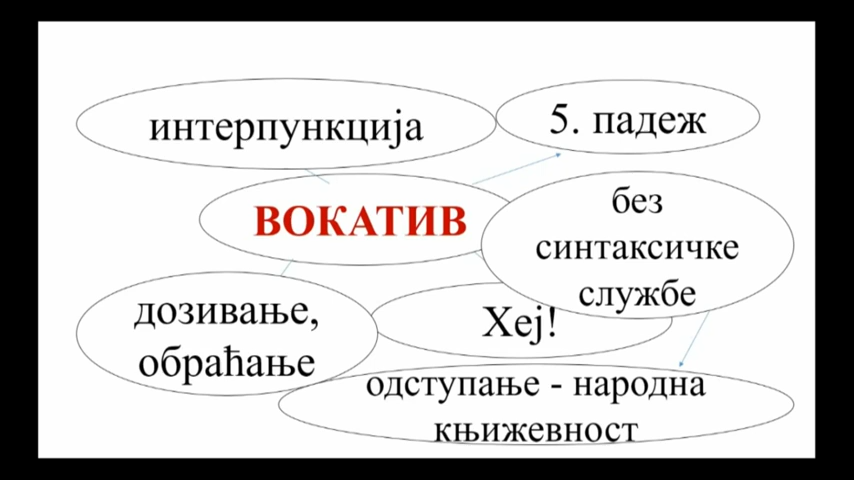 интерпункција
5. падеж
ВОКАТИВ
без
синтаксичке
службе
дозивање,
обраћање
Хеј!
одступање - народна
књижевност